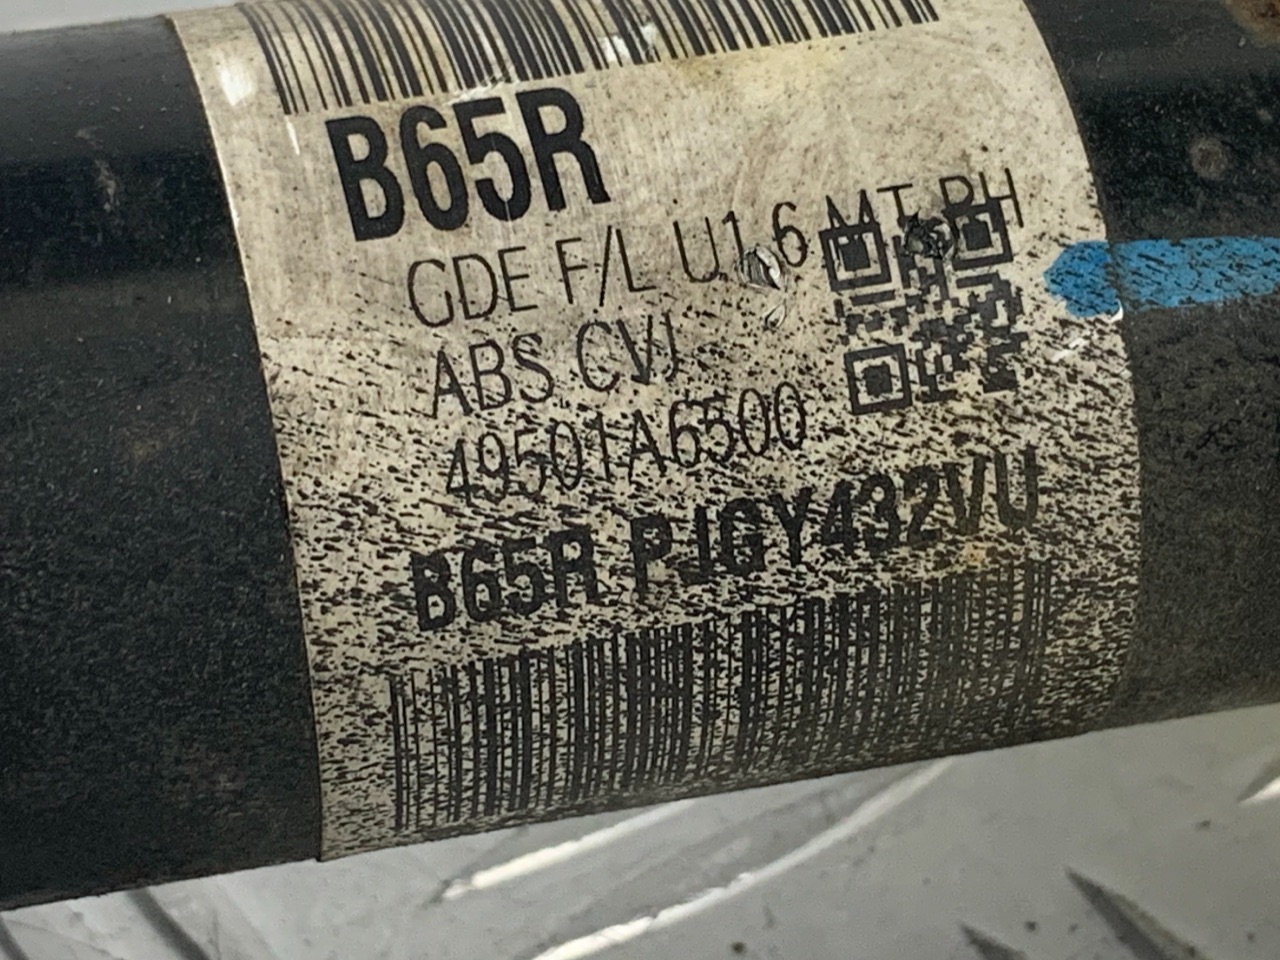 B65R
GDE F/L U1.6 MT RH
ABS CVJ
49501A6500
B65R PJGY432VU